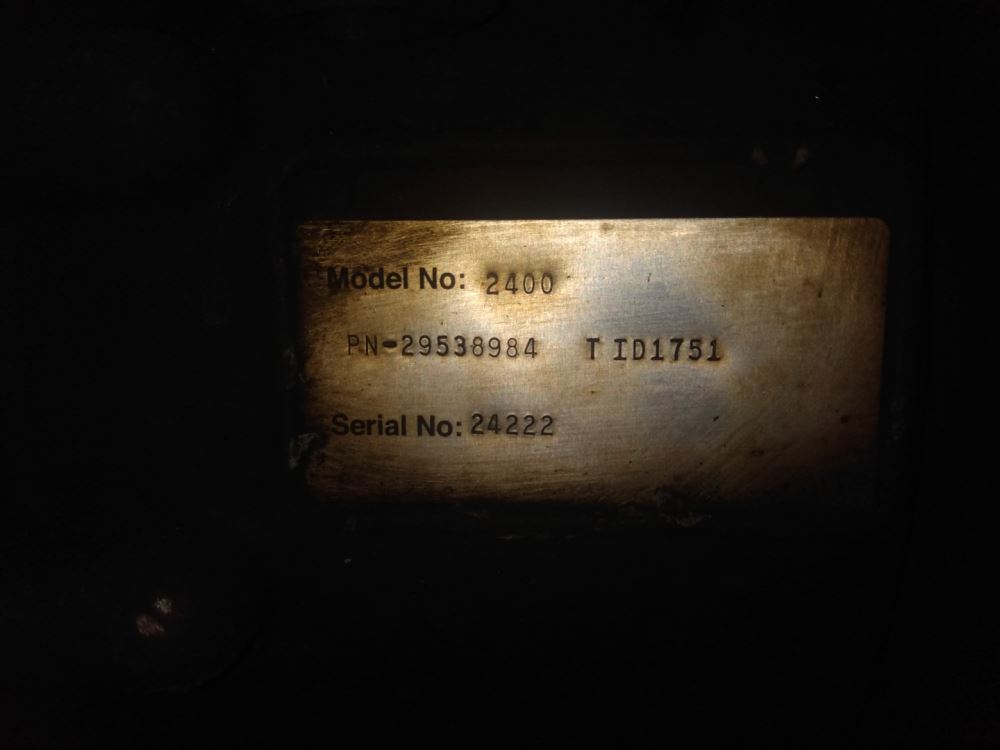 Model No: 2400
PN-29538984 T ID1751
Serial No: 24222